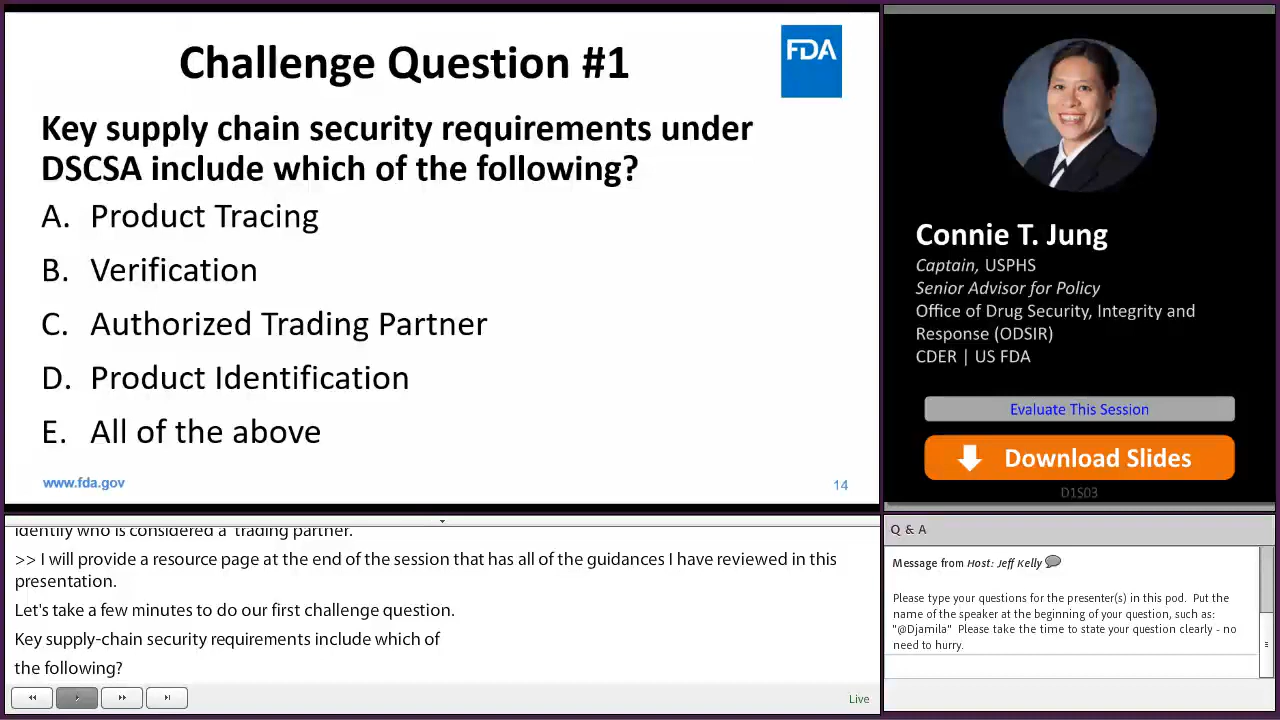 Challenge Question #1
FDA
Key supply chain security requirements under
DSCSA include which of the following?
A. Product Tracing
B. Verification
C. Authorized Trading Partner
D. Product Identification
E. All of the above
www.fda.gov
14
Connie T. Jung
Captain, USPHS
Senior Advisor for Policy
Office of Drug Security, Integrity and
Response (ODSIR)
CDER | US FDA
Evaluate This Session
Download Slides
D1S03
identify who is considered a trading partner.
>> I will provide a resource page at the end of the session that has all of the guidances I have reviewed in this
presentation.
Let's take a few minutes to do our first challenge question.
Key supply-chain security requirements include which of
the following?
Live
Q & A
Message from Host: Jeff Kelly
Please type your questions for the presenter(s) in this pod. Put the
name of the speaker at the beginning of your question, such as:
"@Djamila" Please take the time to state your question clearly - no
need to hurry.